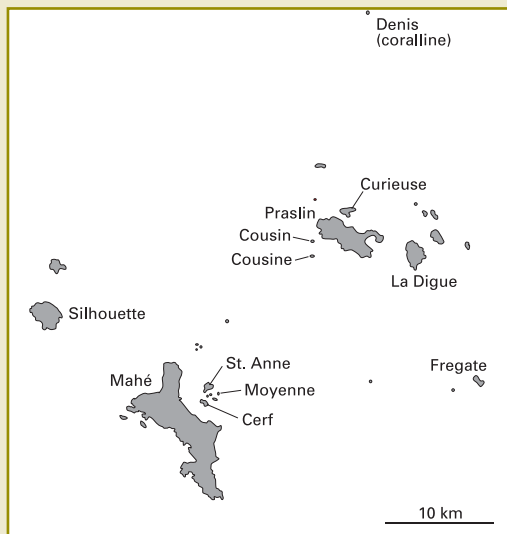 Denis
(coralline)
Curieuse
Praslin
Cousin
Cousine
La Digue
Silhouette
St. Anne
Mahé
Moyenne
Fregate
Cerf
10 km